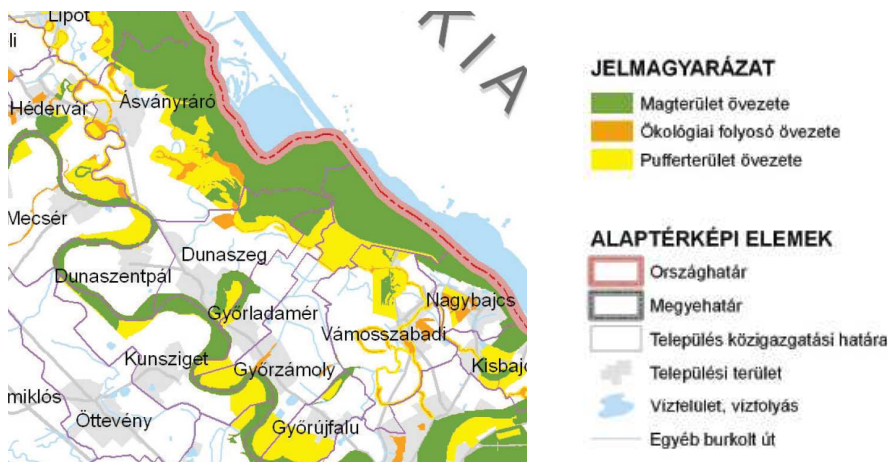 Lipót
KIA
li
Hédervár
Ásványráró
Mecsér
Dunaszeg
Dunaszentpál
Nagybajcs
Győrladamér
Vámosszabadi
Kunsziget
Győrzámoly
Kisbajc
miklós
Öttevény
Győrújfalu
JELMAGYARÁZAT
Magterület övezete
Ökológiai folyosó övezete
Pufferterület övezete
ALAPTÉRKÉPI ELEMEK
Országhatár
Megyehatár
Település közigazgatási határa
Települési terület
Vízfelület, vízfolyás
Egyéb burkolt út